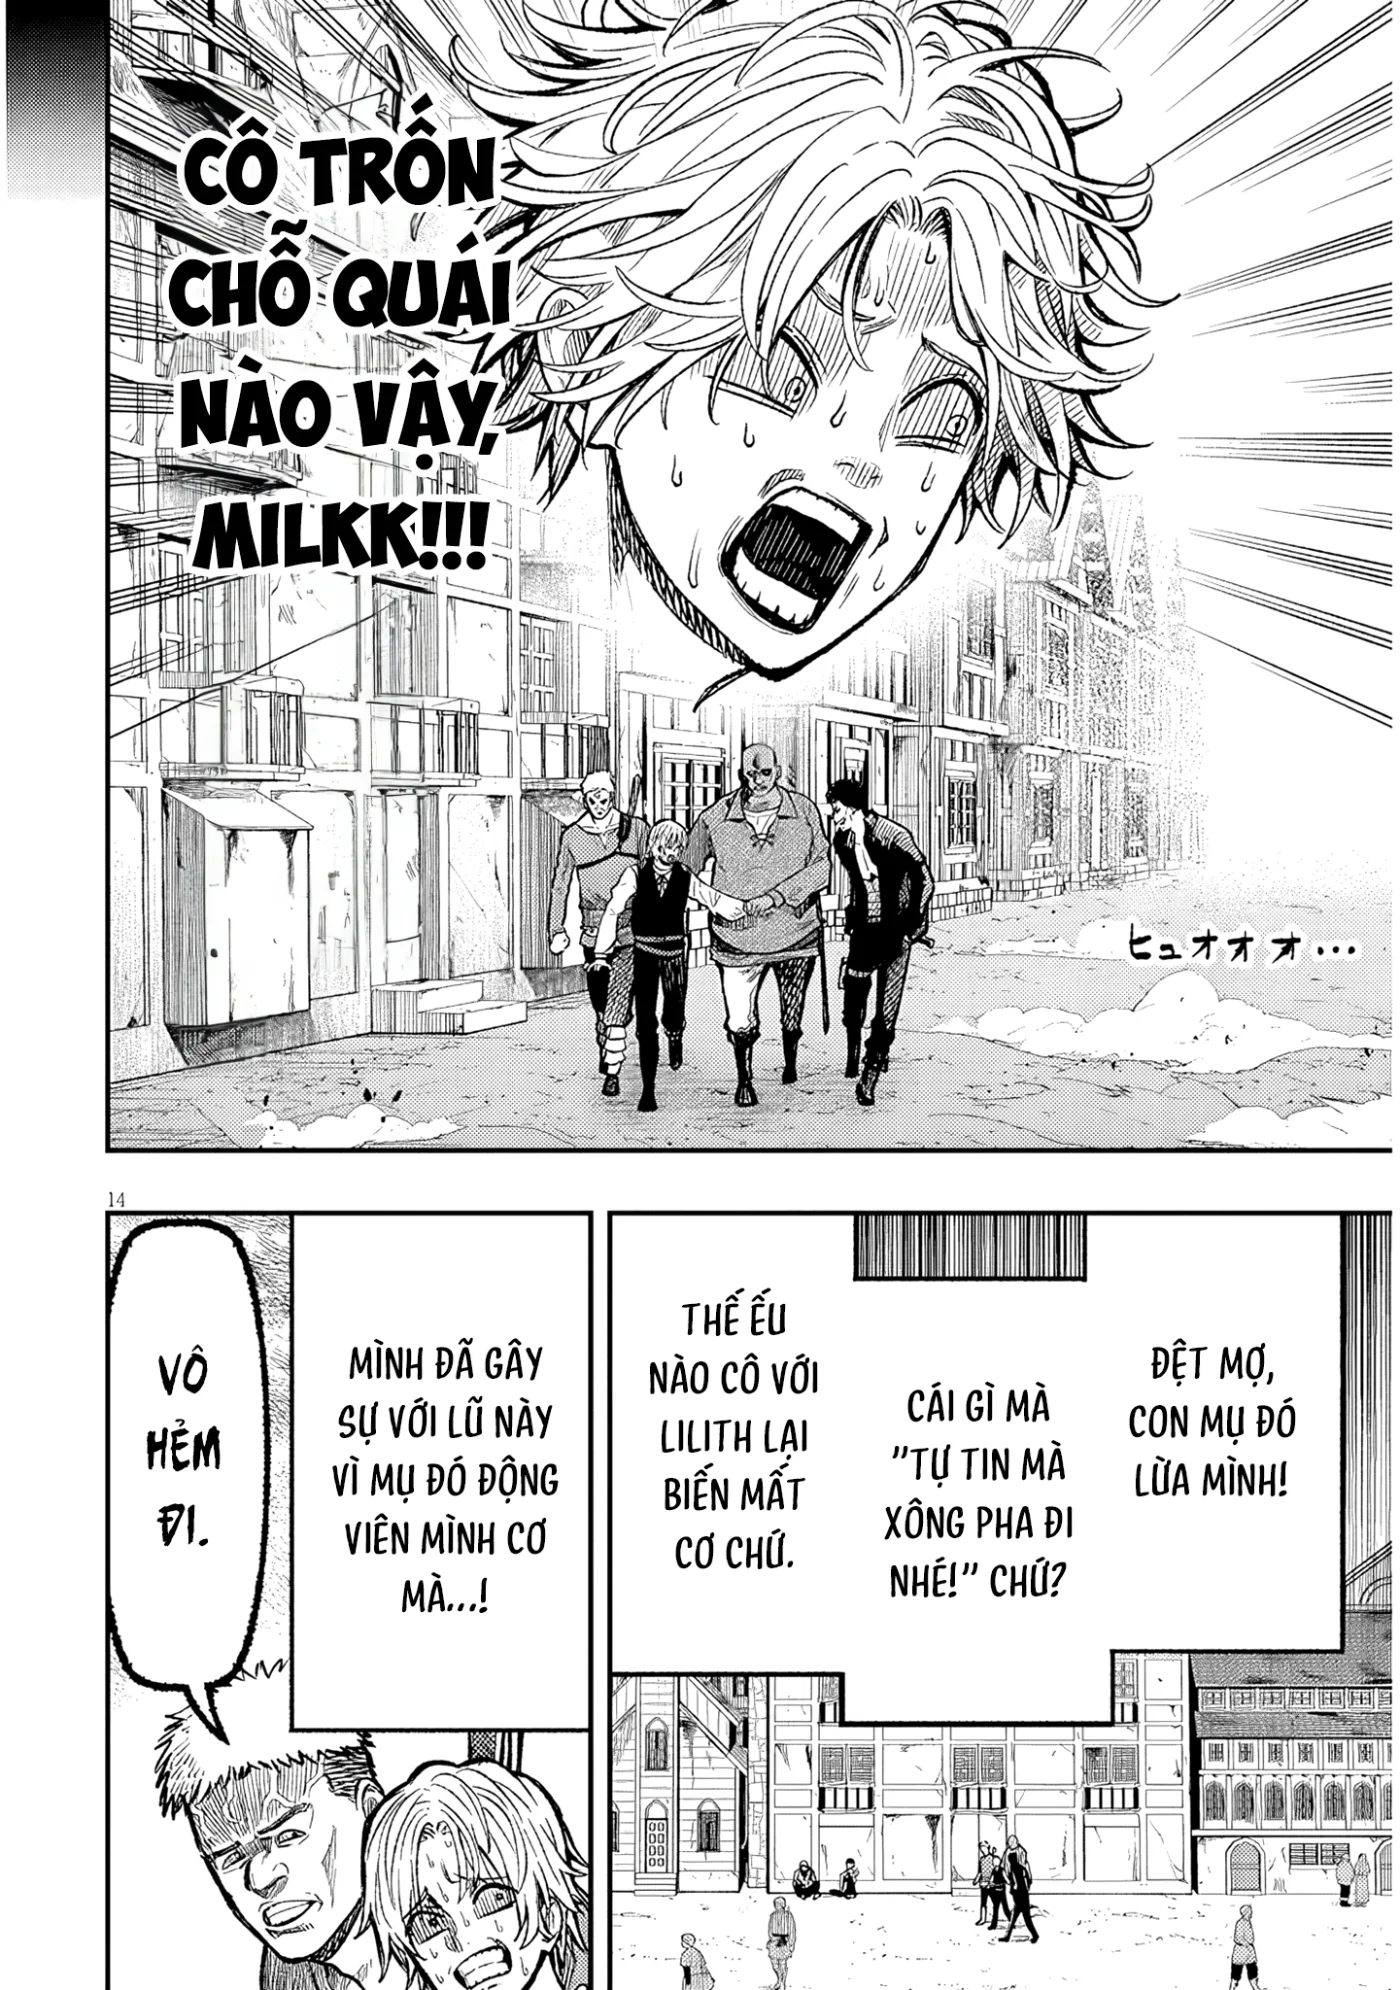 CÔ TRỐN
CHỖ QUÁI
NÀO VẬY,
MILKK!!!
ヒュオオオ...
14
ĐỆT MỢ,
CON MỤ ĐÓ
LỪA MÌNH!
CÁI GÌ MÀ
"TỰ TIN MÀ
XÔNG PHA ĐI
NHÉ!" CHỨ?
THẾ ẾU
NÀO CÔ VỚI
LILITH LẠI
BIẾN MẤT
CƠ CHỨ.
MÌNH ĐÃ GÂY
SỰ VỚI LŨ NÀY
VÌ MỤ ĐÓ ĐỘNG
VIÊN MÌNH CƠ
MÀ...!
VÔ
HẺM
ĐI.